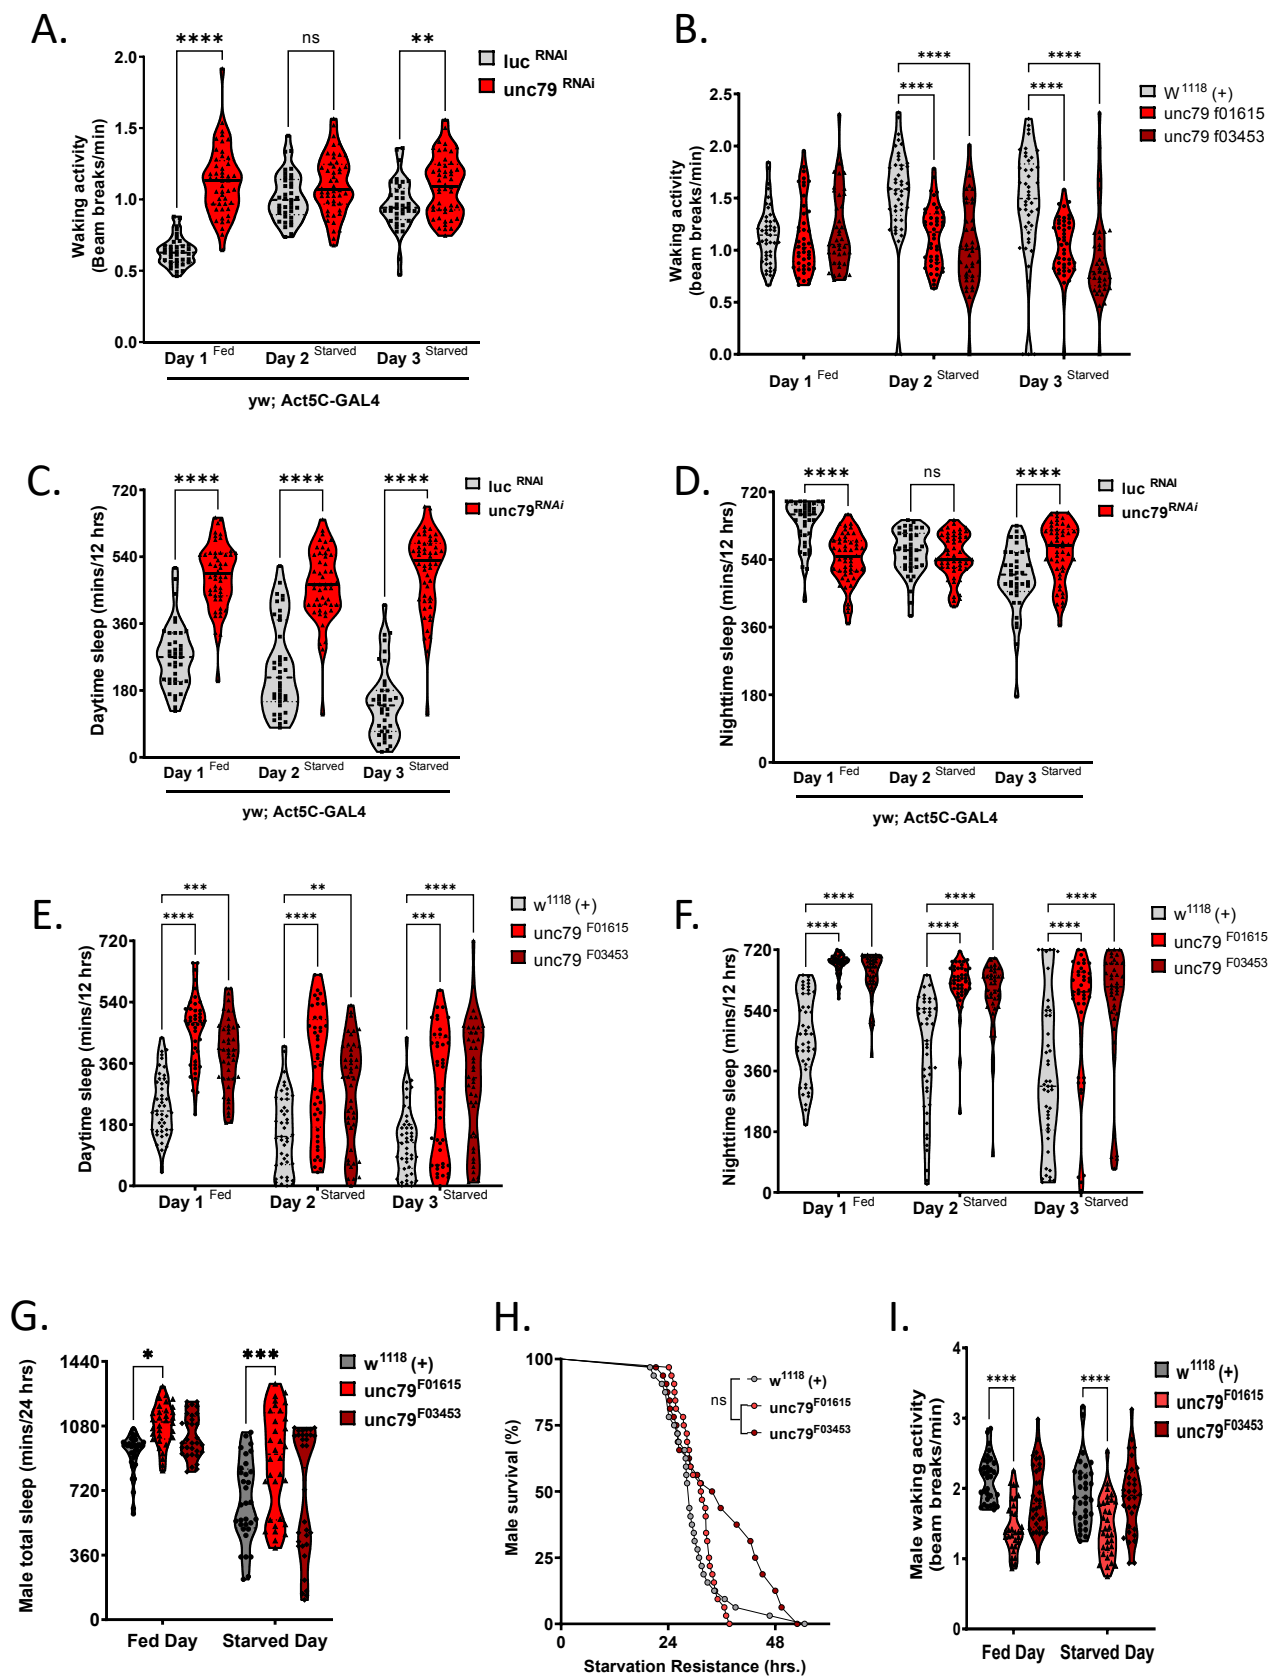 A.
****
ns
**
luc RNAI
unc79 RNAi
Waking activity
(Beam breaks/min)
2.0
1.5
1.0
0.5
0.0
Day 1 Fed
Day 2 Starved
Day 3 Starved
yw; Act5C-GAL4
B.
****
****
****
****
W1118 (+)
unc79 f01615
unc79 f03453
Waking activity
(beam breaks/min)
2.5
2.0
1.5
1.0
0.5
0.0
Day 1 Fed
Day 2 Starved
Day 3 Starved
C.
****
****
****
luc RNAI
unc79RNAi
Daytime sleep (mins/12 hrs)
720
540
360
180
0
Day 1 Fed
Day 2 Starved
Day 3 Starved
yw; Act5C-GAL4
D.
****
ns
****
luc RNAI
unc79RNAi
Nighttime sleep (mins/12 hrs)
720
540
360
180
0
Day 1 Fed
Day 2 Starved
Day 3 Starved
yw; Act5C-GAL4
E.
***
****
**
****
****
***
w1118 (+)
unc79 F01615
unc79 F03453
Daytime sleep (mins/12 hrs)
720
540
360
180
0
Day 1 Fed
Day 2 Starved
Day 3 Starved
F.
****
****
****
****
****
****
w1118 (+)
unc79 F01615
unc79 F03453
Nighttime sleep (mins/12 hrs)
720
540
360
180
0
Day 1 Fed
Day 2 Starved
Day 3 Starved
G.
*
***
w1118 (+)
unc79F01615
unc79F03453
Male total sleep (mins/24 hrs)
1440
1080
720
360
0
Fed Day
Starved Day
H.
ns
w1118 (+)
unc79F01615
unc79F03453
Male survival (%)
100
75
50
25
0
0
24
48
Starvation Resistance (hrs.)
I.
****
****
w1118 (+)
unc79F01615
unc79F03453
Male waking activity
(beam breaks/min)
4
3
2
1
0
Fed Day
Starved Day